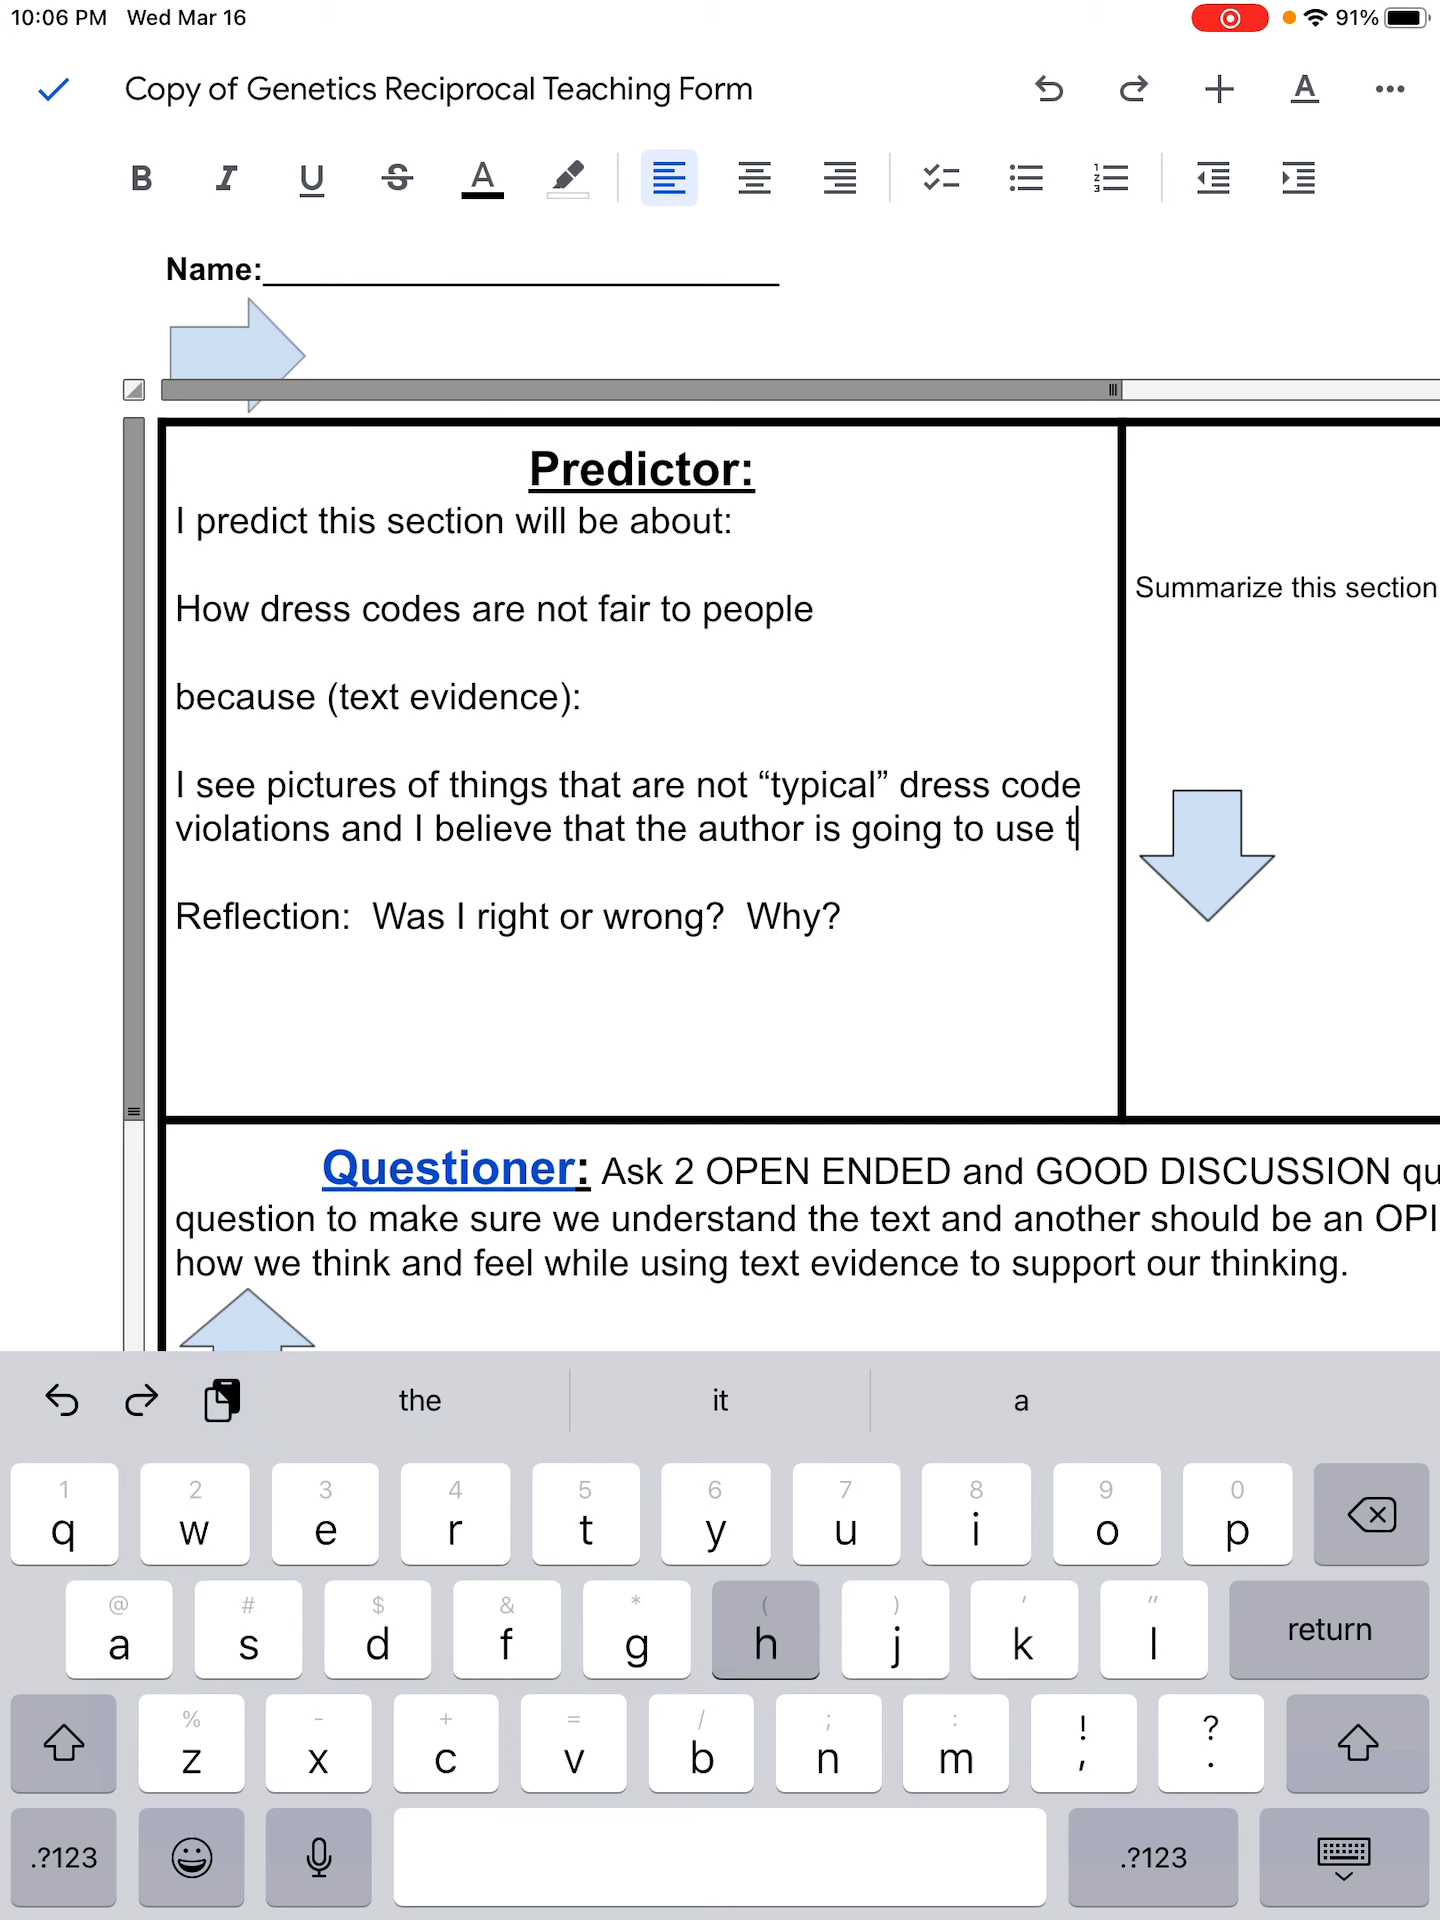 10:06 PM Wed Mar 16 91%
Copy of Genetics Reciprocal Teaching Form
B I U S A
Name:
Predictor:
I predict this section will be about:
How dress codes are not fair to people
because (text evidence):
I see pictures of things that are not “typical” dress code
violations and I believe that the author is going to use t
Reflection: Was I right or wrong? Why?
Summarize this section
Questioner: Ask 2 OPEN ENDED and GOOD DISCUSSION qu
question to make sure we understand the text and another should be an OPI
how we think and feel while using text evidence to support our thinking.
the it a
1 2 3 4 5 6 7 8 9 0
q w e r t y u i o p
@ # $ & * ( ) ' "
a s d f g h j k l return
% - + = / ; : ! ?
z x c v b n m , .
.?123 .?123